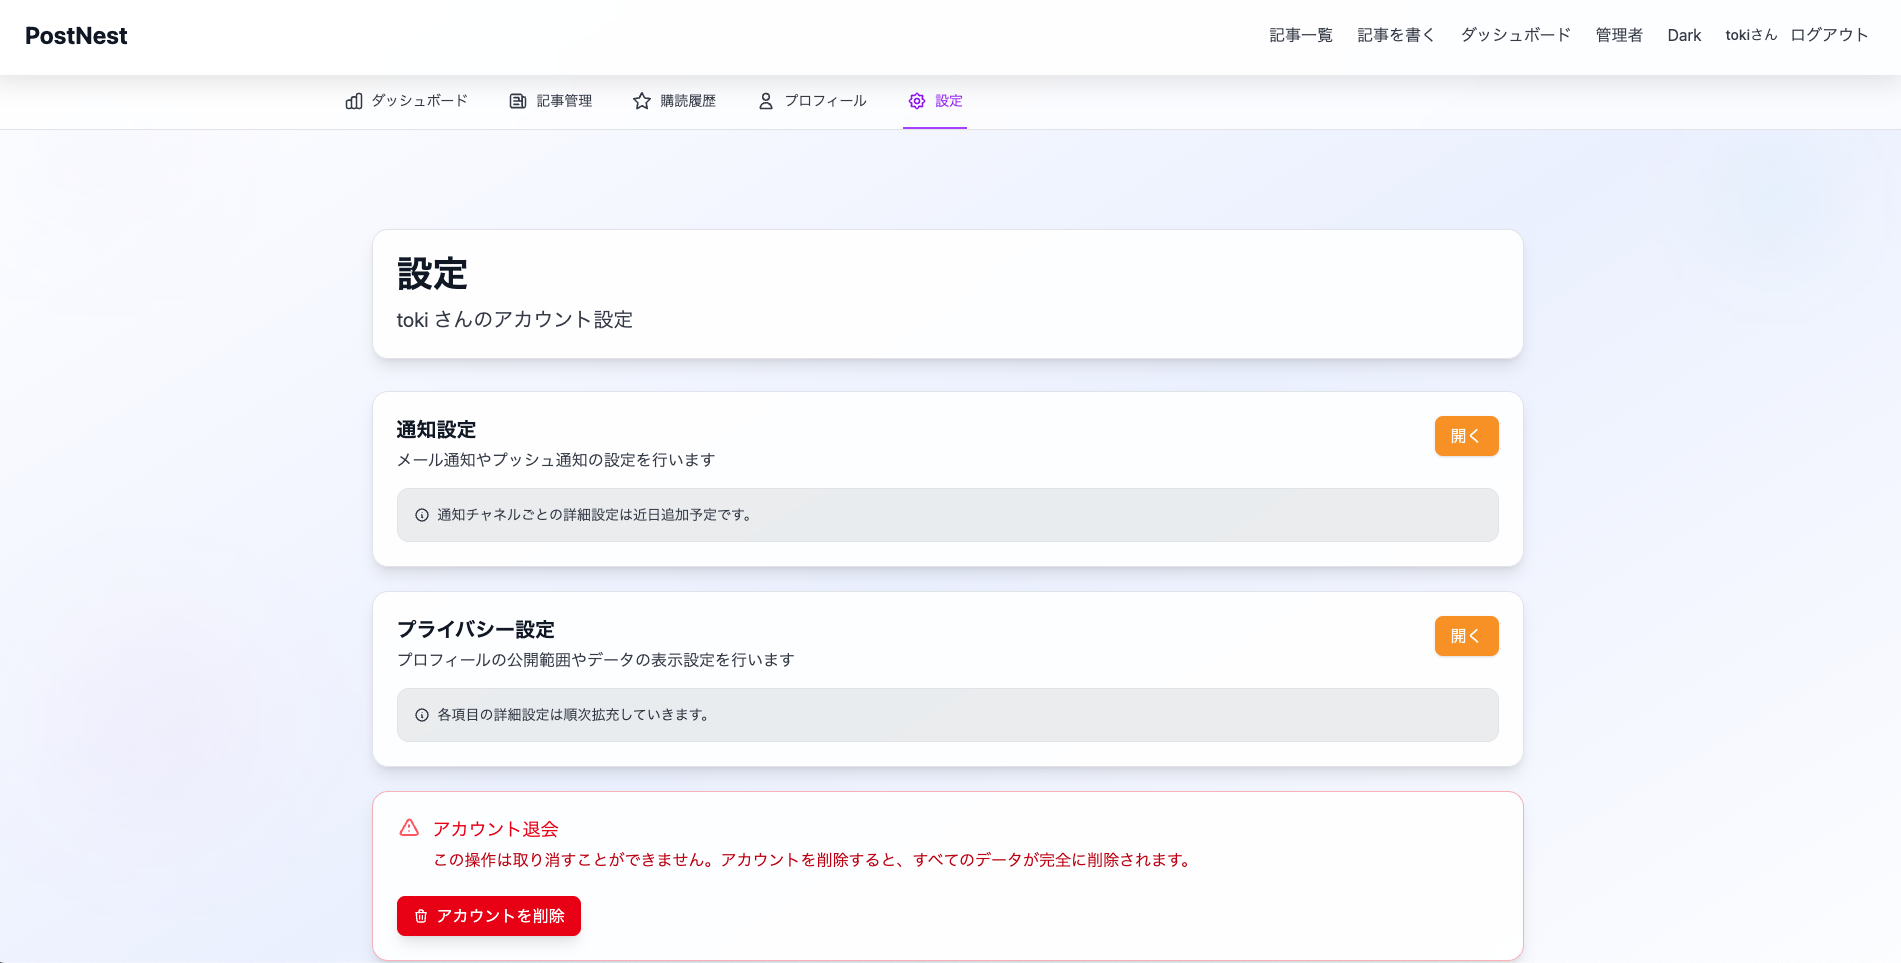 PostNest
記事一覧 記事を書く ダッシュボード 管理者 Dark tokiさん ログアウト
ダッシュボード 記事管理 購読履歴 プロフィール 設定
設定
toki さんのアカウント設定
通知設定
開く
メール通知やプッシュ通知の設定を行います
通知チャネルごとの詳細設定は近日追加予定です。
プライバシー設定
開く
プロフィールの公開範囲やデータの表示設定を行います
各項目の詳細設定は順次拡充していきます。
アカウント退会
この操作は取り消すことができません。アカウントを削除すると、すべてのデータが完全に削除されます。
アカウントを削除